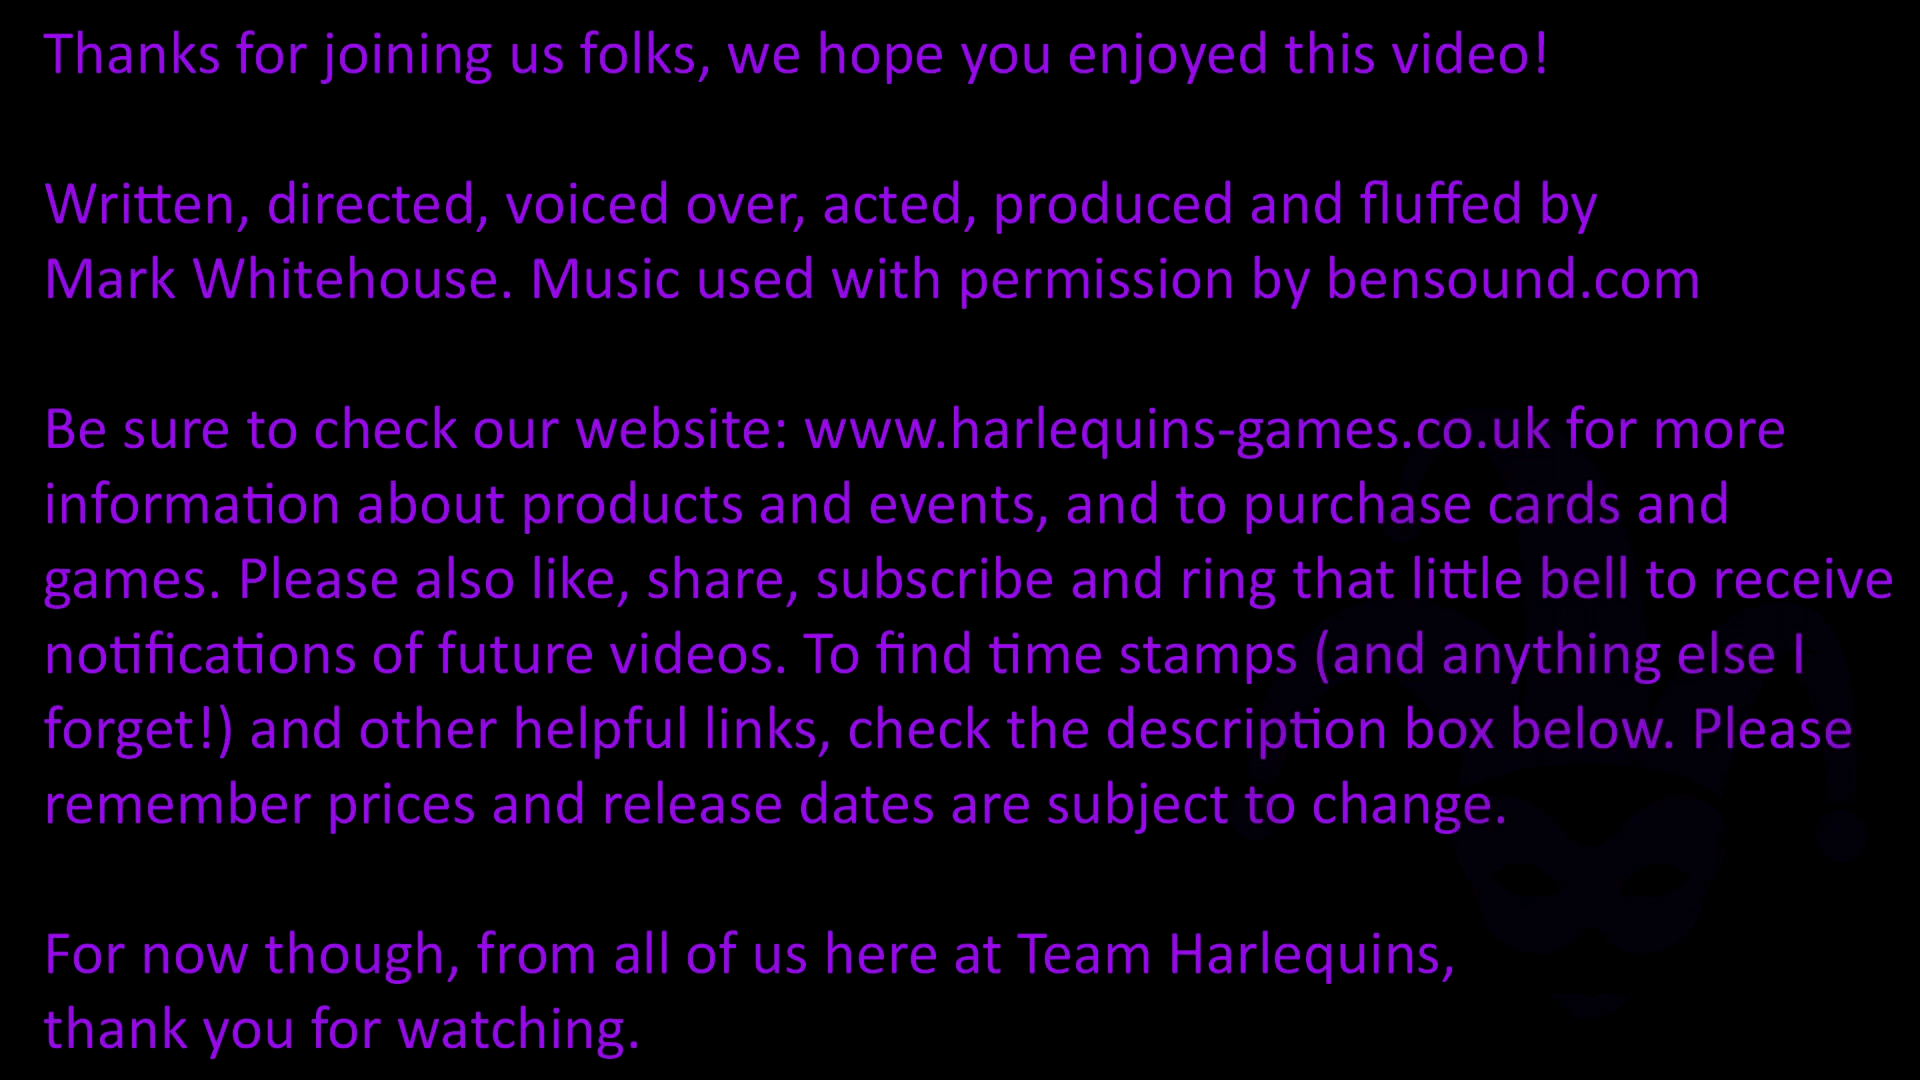 Thanks for joining us folks, we hope you enjoyed this video!
Written, directed, voiced over, acted, produced and fluffed by
Mark Whitehouse. Music used with permission by bensound.com
Be sure to check our website: www.harlequins-games.co.uk for more
information about products and events, and to purchase cards and
games. Please also like, share, subscribe and ring that little bell to receive
notifications of future videos. To find time stamps (and anything else I
forget!) and other helpful links, check the description box below. Please
remember prices and release dates are subject to change.
For now though, from all of us here at Team Harlequins,
thank you for watching.